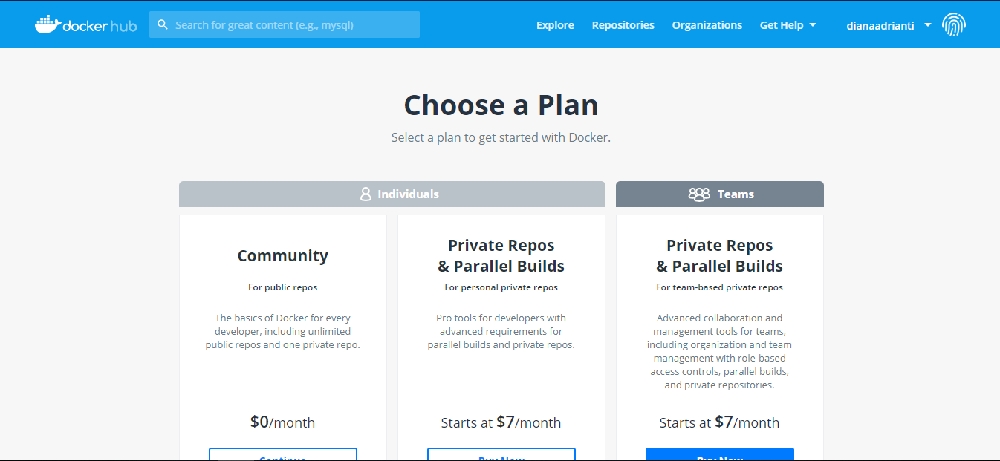 docker hub
Search for great content (e.g., mysql)
Explore
Repositories
Organizations
Get Help
dianaadrianti
Choose a Plan
Select a plan to get started with Docker.
Individuals
Teams
Community
For public repos
The basics of Docker for every
developer, including unlimited
public repos and one private repo.
$0/month
Continue
Private Repos
& Parallel Builds
For personal private repos
Pro tools for developers with
advanced requirements for
parallel builds and private repos.
Starts at $7/month
Buy Now
Private Repos
& Parallel Builds
For team-based private repos
Advanced collaboration and
management tools for teams,
including organization and team
management with role-based
access controls, parallel builds,
and private repositories.
Starts at $7/month
Buy Now